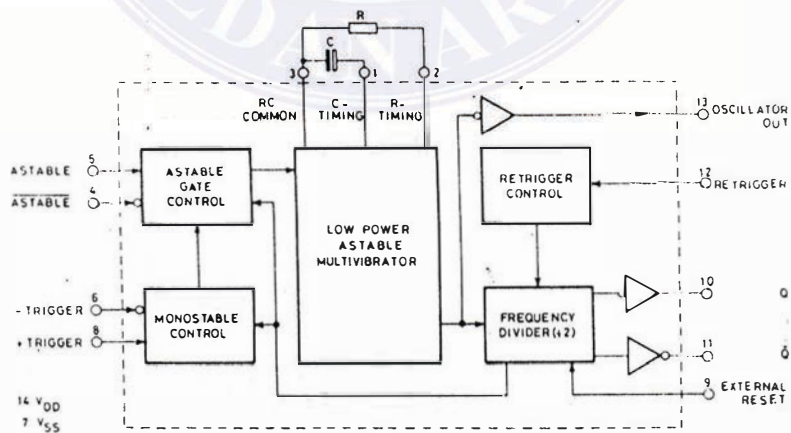 DANAR
R
C
3
1
2
RC
COMMON
C-
TIMING
R-
TIMING
13
OSCILLATOR
OUT
5
ASTABLE
4
ASTABLE
ASTABLE
GATE
CONTROL
LOW POWER
ASTABLE
MULTIVIBRATOR
RETRIGGER
CONTROL
12
RETRIGGER
6
- TRIGGER
8
+ TRIGGER
MONOSTABLE
CONTROL
FREQUENCY
DIVIDER(÷2)
10
Q
11
Q̅
9
EXTERNAL
RESET
14 VDD
7 VSS